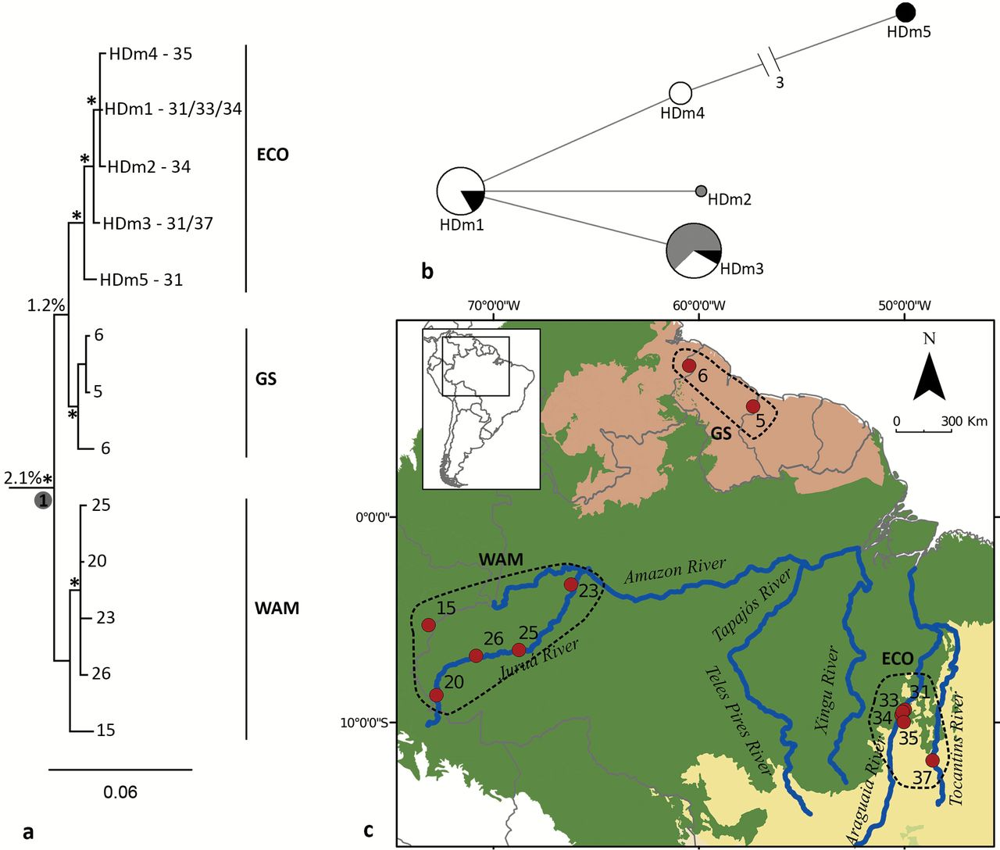 HDm4 - 35
HDm1 - 31/33/34
HDm2 - 34
HDm3 - 31/37
HDm5 - 31
*
*
*
ECO
1.2%
6
5
*
6
GS
2.1%*
1
25
20
*
23
26
15
WAM
0.06
a
HDm5
3
HDm4
HDm2
HDm1
HDm3
b
70°0'0"W
60°0'0"W
50°0'0"W
N
0
300 Km
6
5
GS
0°0'0"
WAM
Amazon River
23
15
Tapajós River
26
25
Juruá River
ECO
20
Teles Pires River
Xingu River
33
31
34
10°0'0"S
35
Tocantins River
37
Araguaia River
c